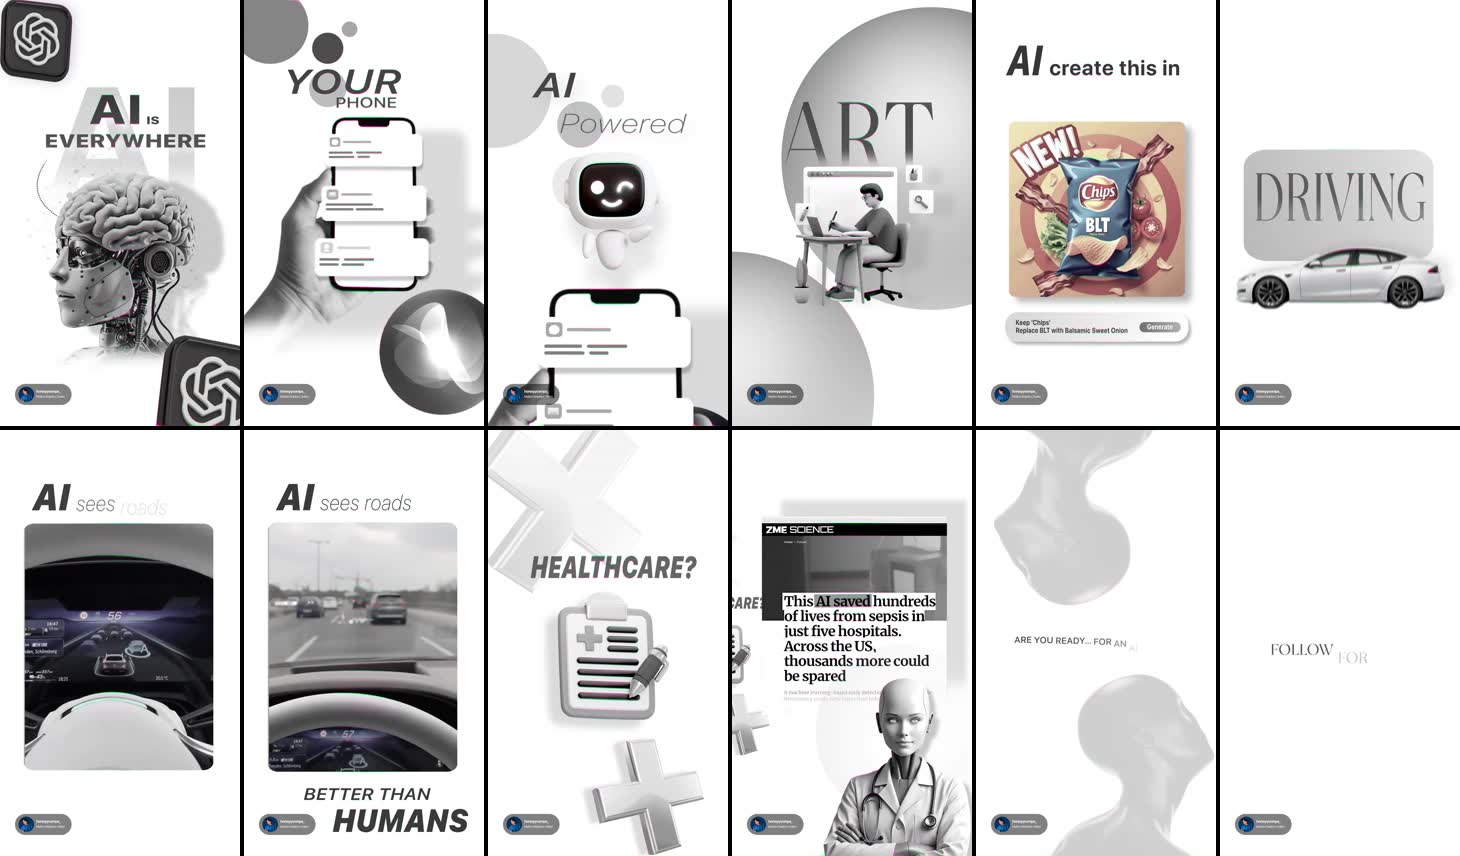 AI IS
EVERYWHERE
YOUR
PHONE
AI
Powered
ART
AI create this in
NEW!
Chips
BLT
Keep 'Chips'
Replace BLT with Balsamic Sweet Onion
Generate
DRIVING
AI sees roads
56
AI sees roads
57
BETTER THAN
HUMANS
HEALTHCARE?
CARE?
ZME SCIENCE
This AI saved hundreds
of lives from sepsis in
just five hospitals.
Across the US,
thousands more could
be spared
ARE YOU READY... FOR AN AI
FOLLOW FOR